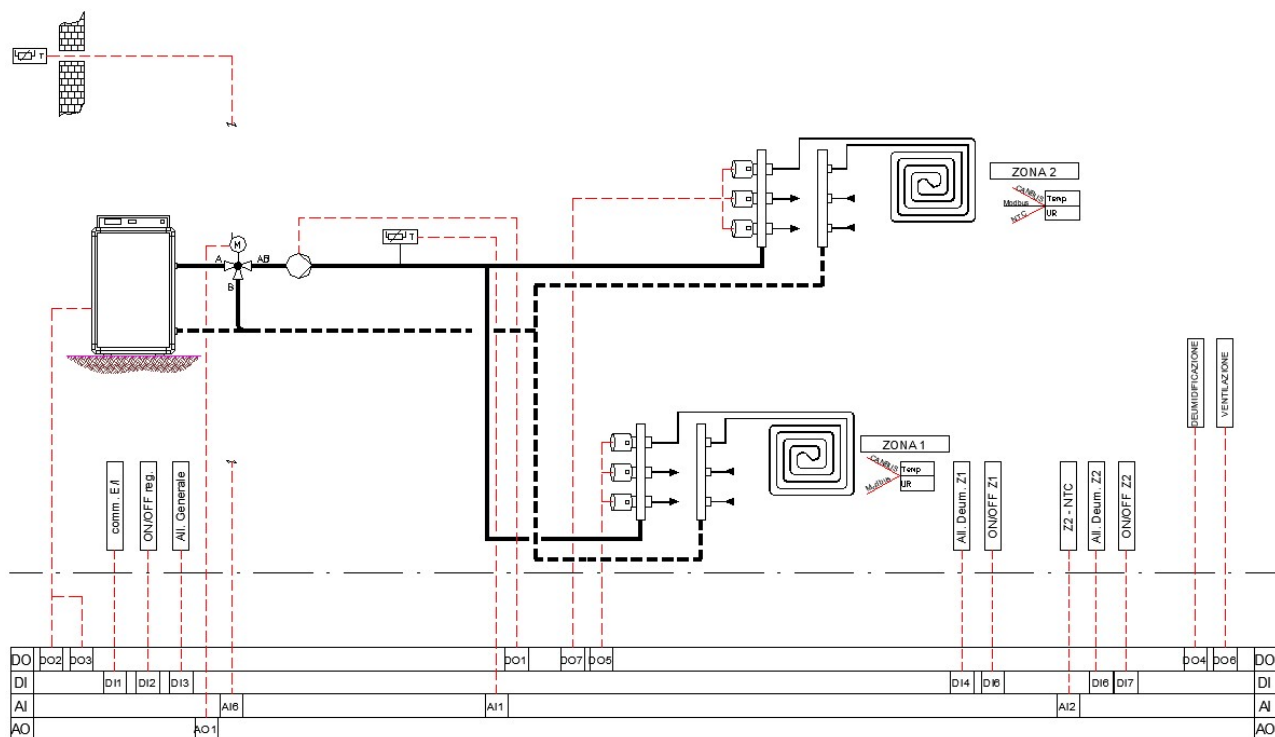 T
ZONA 2
CANBUS
Temp
Modbus
UR
NTC
T
M
A
AB
B
ZONA 1
CANBUS
Temp
UR
comm. E/I
ON/OFF reg.
All. Generale
All. Deum. Z1
ON/OFF Z1
Z2 - NTC
All. Deum. Z2
ON/OFF Z2
DEUMIDIFICAZIONE
VENTILAZIONE
DO DO2 DO3 DO1 DO7 DO5 DO4 DO6 DO
DI DI1 DI2 DI3 DI4 DI6 DI6 DI7 DI
AI AI6 AI1 AI2 AI
AO AO1 AO